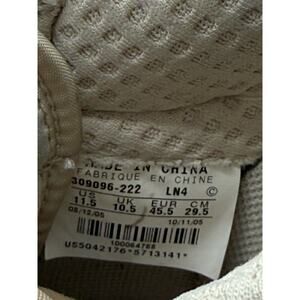 MADE IN CHINA
FABRIQUE EN CHINE
309096-222 LN4 ©
US UK EUR CM
11.5 10.5 45.5 29.5
08/12/05 10/11/05
100064788
US5042176*5713141*